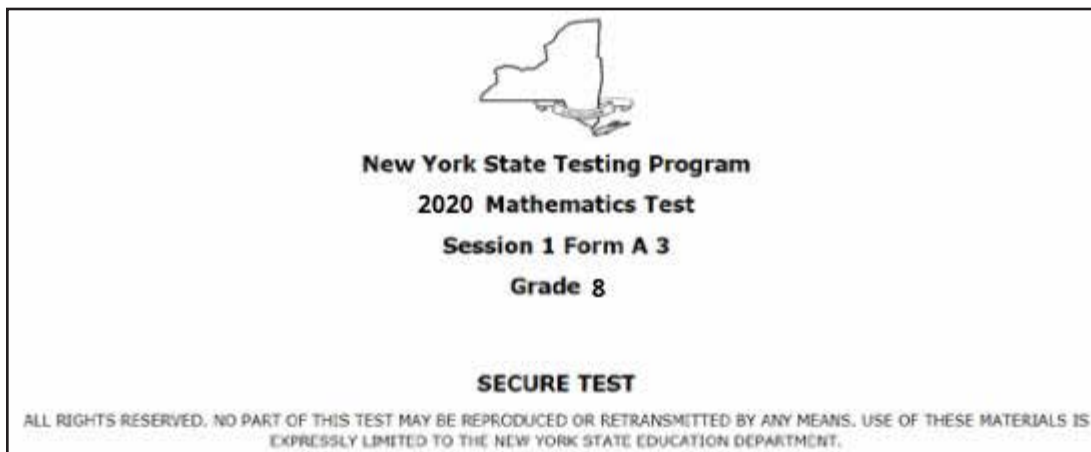 New York State Testing Program
2020 Mathematics Test
Session 1 Form A 3
Grade 8
SECURE TEST
ALL RIGHTS RESERVED. NO PART OF THIS TEST MAY BE REPRODUCED OR RETRANSMITTED BY ANY MEANS. USE OF THESE MATERIALS IS
EXPRESSLY LIMITED TO THE NEW YORK STATE EDUCATION DEPARTMENT.